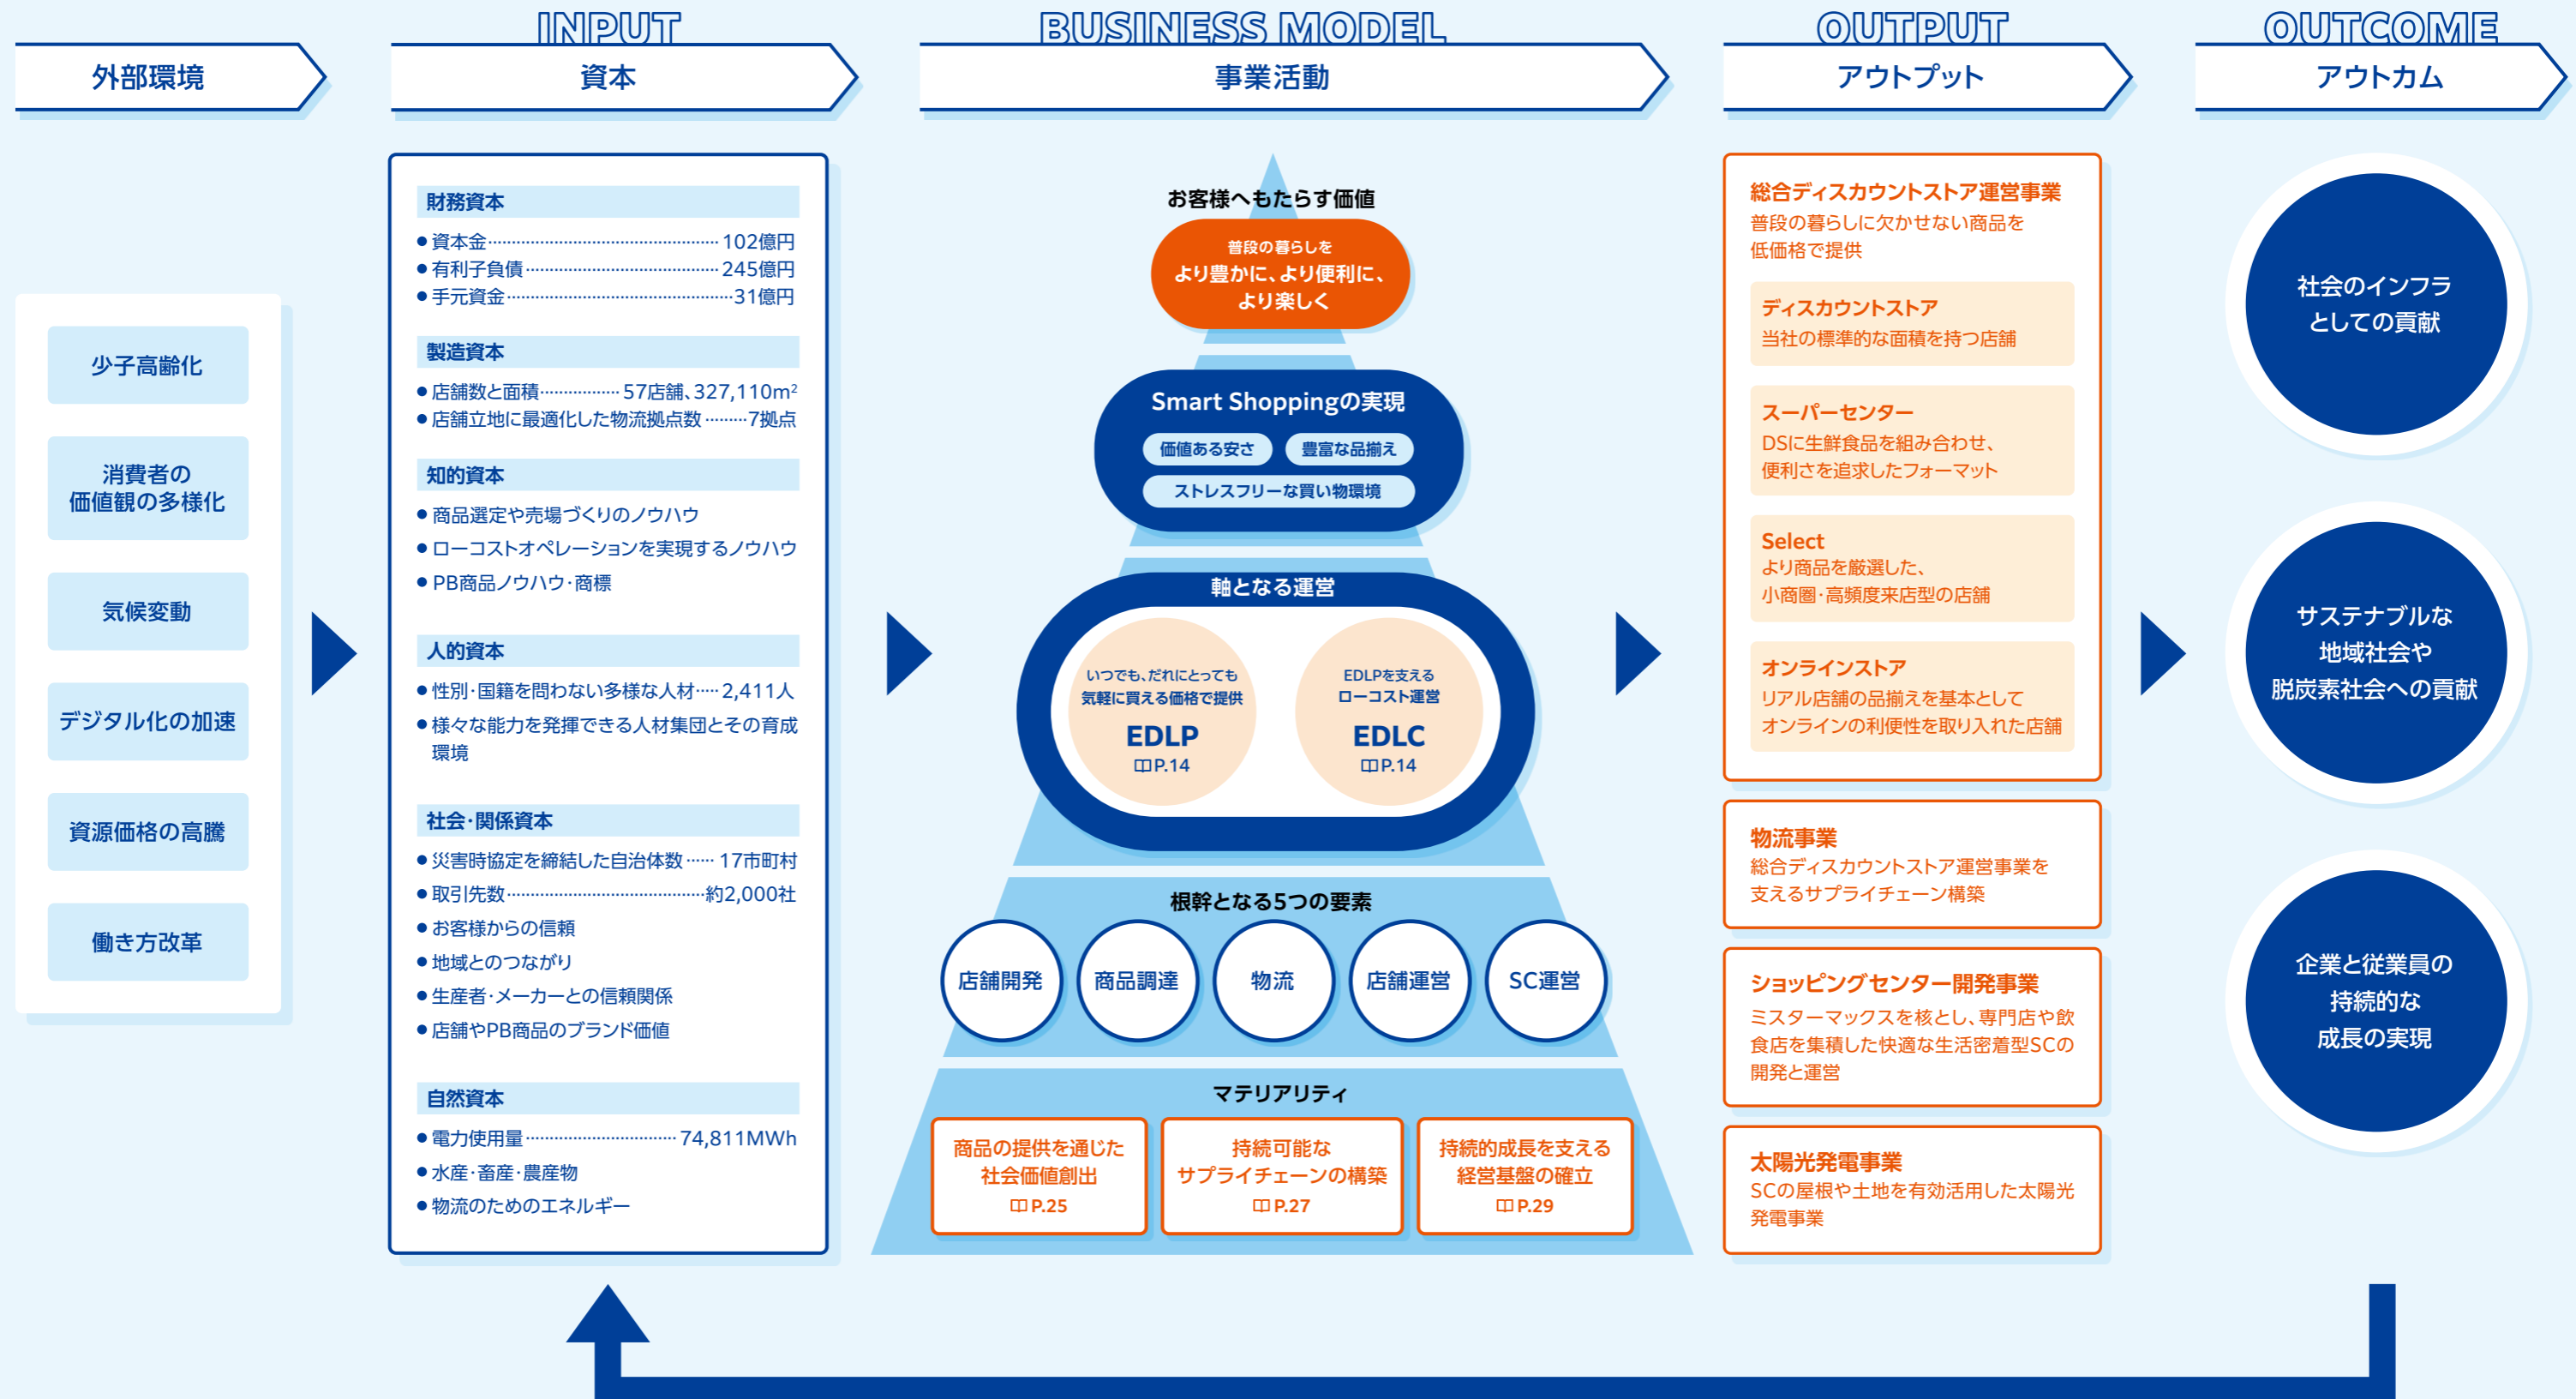 外部環境
少子高齢化
消費者の
価値観の多様化
気候変動
デジタル化の加速
資源価格の高騰
働き方改革
INPUT
資本
財務資本
●資本金 102億円
●有利子負債 245億円
●手元資金 31億円
製造資本
●店舗数と面積 57店舗、327,110m²
●店舗立地に最適化した物流拠点数 7拠点
知的資本
●商品選定や売場づくりのノウハウ
●ローコストオペレーションを実現するノウハウ
●PB商品ノウハウ・商標
人的資本
●性別・国籍を問わない多様な人材 2,411人
●様々な能力を発揮できる人材集団とその育成
環境
社会・関係資本
●災害時協定を締結した自治体数 17市町村
●取引先数 約2,000社
●お客様からの信頼
●地域とのつながり
●生産者・メーカーとの信頼関係
●店舗やPB商品のブランド価値
自然資本
●電力使用量 74,811MWh
●水産・畜産・農産物
●物流のためのエネルギー
BUSINESS MODEL
事業活動
お客様へもたらす価値
普段の暮らしを
より豊かに、より便利に、
より楽しく
Smart Shoppingの実現
価値ある安さ 豊富な品揃え
ストレスフリーな買い物環境
軸となる運営
いつでも、だれにとっても
気軽に買える価格で提供
EDLP
P.14
EDLPを支える
ローコスト運営
EDLC
P.14
根幹となる5つの要素
店舗開発 商品調達 物流 店舗運営 SC運営
マテリアリティ
商品の提供を通じた
社会価値創出
P.25
持続可能な
サプライチェーンの構築
P.27
持続的成長を支える
経営基盤の確立
P.29
OUTPUT
アウトプット
総合ディスカウントストア運営事業
普段の暮らしに欠かせない商品を
低価格で提供
ディスカウントストア
当社の標準的な面積を持つ店舗
スーパーセンター
DSに生鮮食品を組み合わせ、
便利さを追求したフォーマット
Select
より商品を厳選した、
小商圏・高頻度来店型の店舗
オンラインストア
リアル店舗の品揃えを基本として
オンラインの利便性を取り入れた店舗
物流事業
総合ディスカウントストア運営事業を
支えるサプライチェーン構築
ショッピングセンター開発事業
ミスターマックスを核とし、専門店や飲
食店を集積した快適な生活密着型SCの
開発と運営
太陽光発電事業
SCの屋根や土地を有効活用した太陽光
発電事業
OUTCOME
アウトカム
社会のインフラ
としての貢献
サステナブルな
地域社会や
脱炭素社会への貢献
企業と従業員の
持続的な
成長の実現